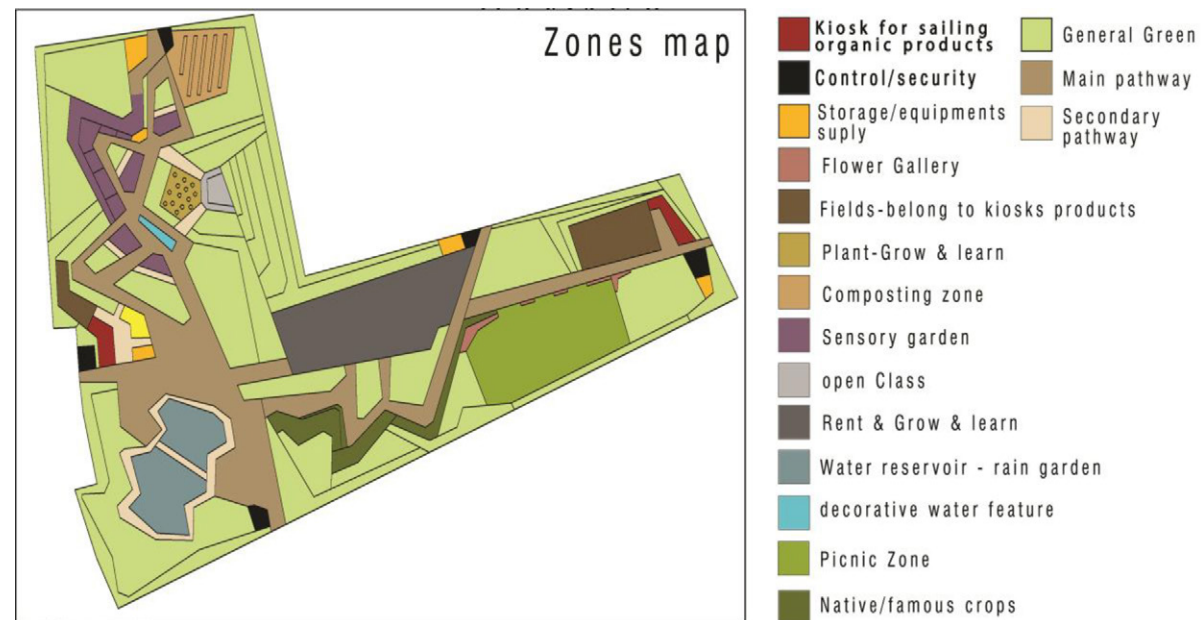 Zones map
Kiosk for sailing
organic products
Control/security
Storage/equipments
suply
Flower Gallery
Fields-belong to kiosks products
Plant-Grow & learn
Composting zone
Sensory garden
open Class
Rent & Grow & learn
Water reservoir - rain garden
decorative water feature
Picnic Zone
Native/famous crops
General Green
Main pathway
Secondary
pathway